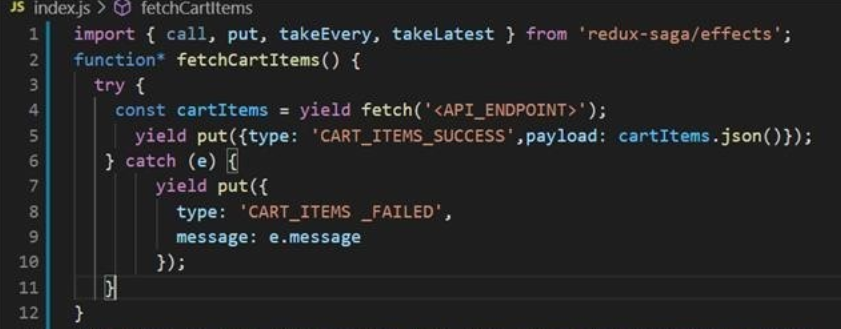 JS index.js > fetchCartItems
1 import { call, put, takeEvery, takeLatest } from 'redux-saga/effects';
2 function* fetchCartItems() {
3 try {
4 const cartItems = yield fetch('<API_ENDPOINT>');
5 yield put({type: 'CART_ITEMS_SUCCESS',payload: cartItems.json()});
6 } catch (e) {
7 yield put({
8 type: 'CART_ITEMS _FAILED',
9 message: e.message
10 });
11 }
12 }